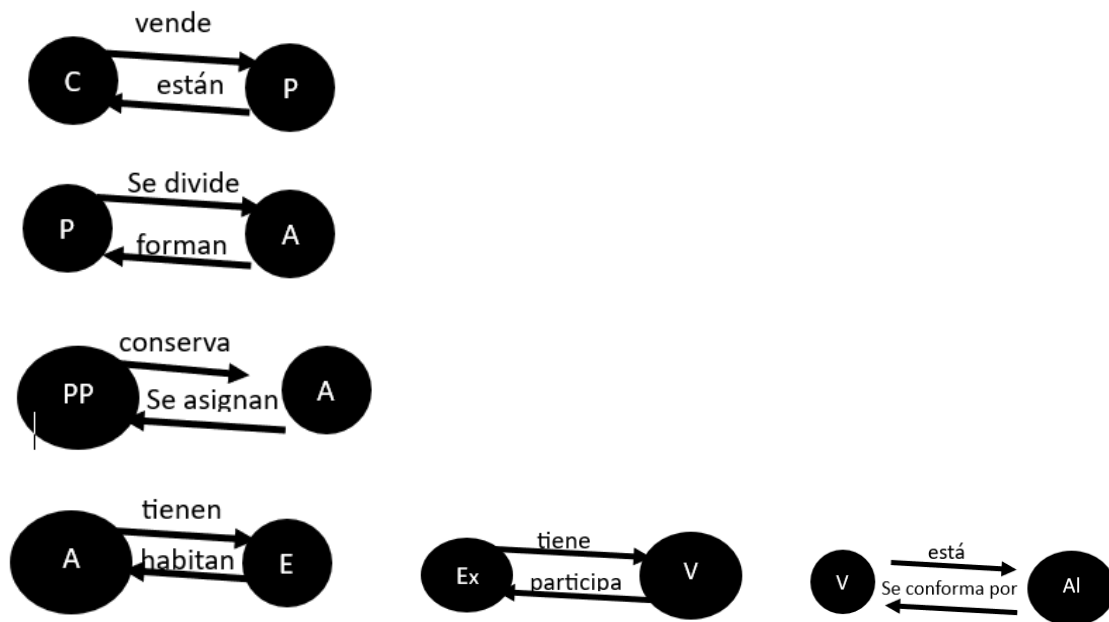 vende
C
están
P
Se divide
P
forman
A
conserva
PP
Se asignan
A
tienen
A
habitan
E
tiene
Ex
participa
V
está
V
Se conforma por
Al